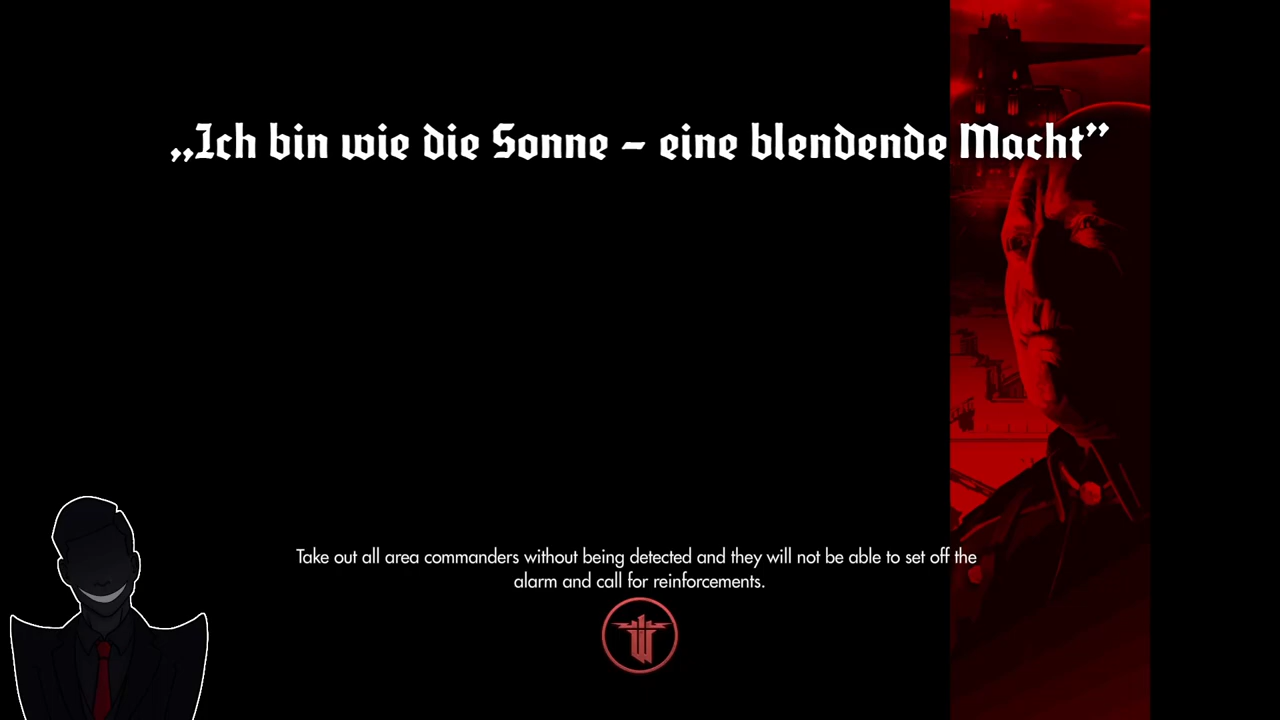 „Ich bin wie die Sonne – eine blendende Macht”
Take out all area commanders without being detected and they will not be able to set off the
alarm and call for reinforcements.